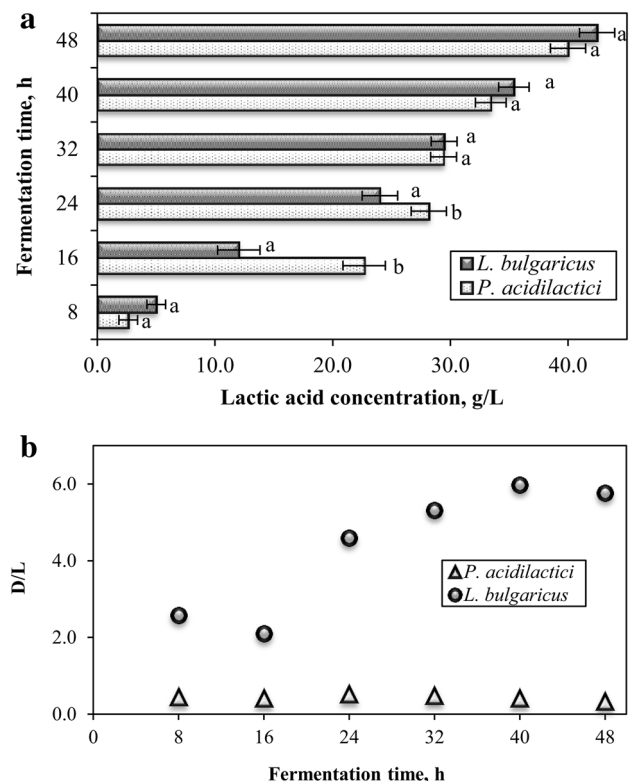 a
Fermentation time, h
48 a
a
40 a
a
32 a
a
24 a
b
16 a
b
8 a
a
L. bulgaricus
P. acidilactici
0.0 10.0 20.0 30.0 40.0
Lactic acid concentration, g/L
b
D/L
6.0
4.0
2.0
0.0
P. acidilactici
L. bulgaricus
0 8 16 24 32 40 48
Fermentation time, h